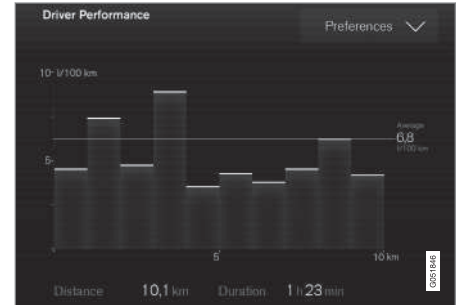 Driver Performance
Preferences
10- l/100 km
Average
6,8
l/100 km
5-
5
10 km
Distance 10,1 km Duration 1 h 23 min
G051846